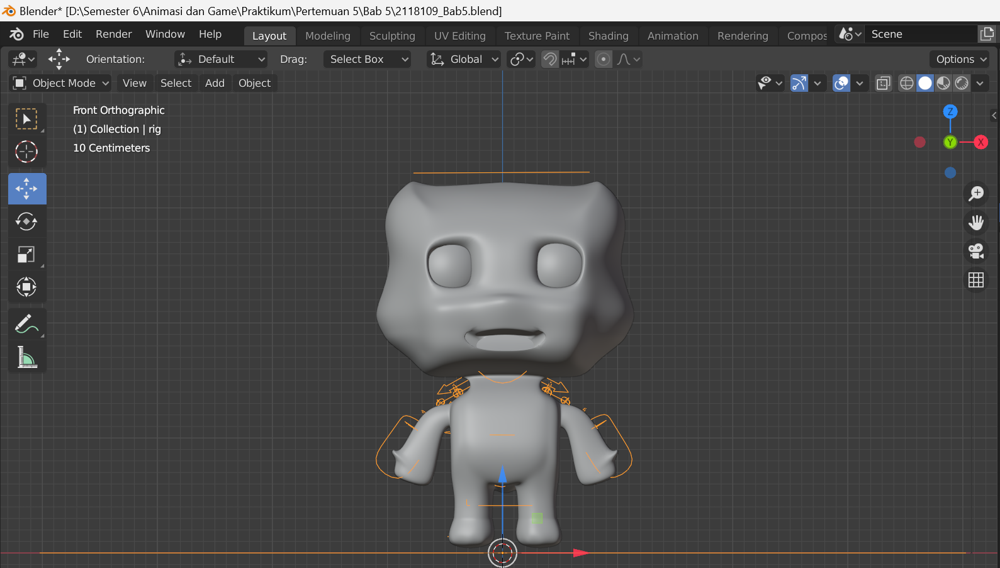 Blender* [D:\Semester 6\Animasi dan Game\Praktikum\Pertemuan 5\Bab 5\2118109_Bab5.blend]
File Edit Render Window Help Layout Modeling Sculpting UV Editing Texture Paint Shading Animation Rendering Compos Scene
Orientation: Default Drag: Select Box Global Options
Object Mode View Select Add Object
Front Orthographic
(1) Collection | rig
10 Centimeters
Z
Y X